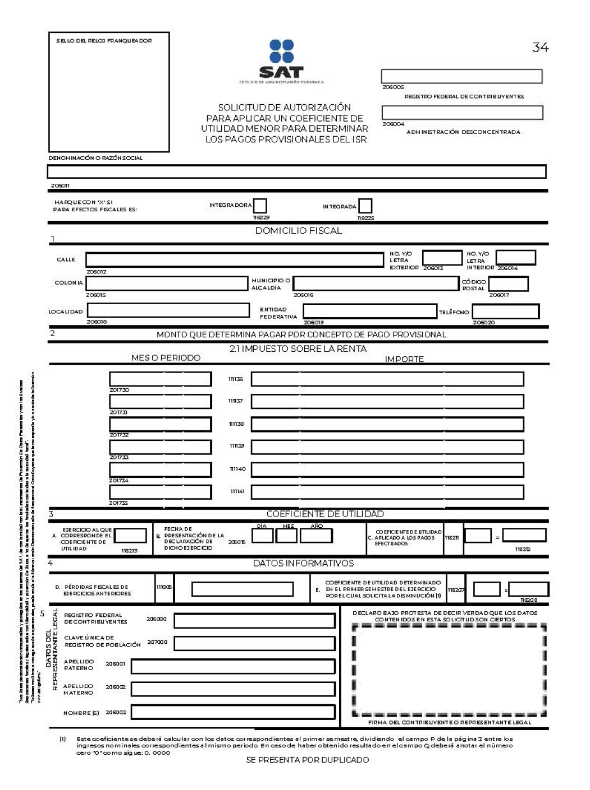 SELLO DEL RELOJ FRANQUEADOR
34
SAT
206005
REGISTRO FEDERAL DE CONTRIBUYENTES
SOLICITUD DE AUTORIZACIÓN
PARA APLICAR UN COEFICIENTE DE
UTILIDAD MENOR PARA DETERMINAR
LOS PAGOS PROVISIONALES DEL ISR
206004
ADMINISTRACIÓN DESCONCENTRADA
DENOMINACIÓN O RAZÓN SOCIAL
206011
MARQUE CON "X" SI
PARA EFECTOS FISCALES ES:
INTEGRADORA
118229
INTEGRADA
118225
DOMICILIO FISCAL
1
CALLE
206012
NO. Y/O
LETRA
EXTERIOR 206013
NO. Y/O
LETRA
INTERIOR 206014
COLONIA
206015
MUNICIPIO O
ALCALDIA
206016
CÓDIGO
POSTAL
206017
LOCALIDAD
206018
ENTIDAD
FEDERATIVA
206019
TELÉFONO
206020
2 MONTO QUE DETERMINA PAGAR POR CONCEPTO DE PAGO PROVISIONAL
2.1 IMPUESTO SOBRE LA RENTA
MES O PERIODO IMPORTE
111136
201730
111137
201731
111138
201732
111139
201733
111140
201734
111141
201735
3 COEFICIENTE DE UTILIDAD
A. EJERCICIO AL QUE
CORRESPONDE EL
COEFICIENTE DE
UTILIDAD
118213
B. FECHA DE
PRESENTACIÓN DE LA
DECLARACIÓN DE
DICHO EJERCICIO
205015
DÍA MES AÑO
C. COEFICIENTE DE UTILIDAD
APLICADO A LOS PAGOS
EFECTUADOS
118211
=
118212
4 DATOS INFORMATIVOS
D. PÉRDIDAS FISCALES DE
EJERCICIOS ANTERIORES
111005
E. COEFICIENTE DE UTILIDAD DETERMINADO
EN EL PRIMER SEMESTRE DEL EJERCICIO
POR EL CUAL SOLICITA LA DISMINUCIÓN (1)
118207
=
118208
5
DATOS DEL
REPRESENTANTE LEGAL
REGISTRO FEDERAL
DE CONTRIBUYENTES
206000
CLAVE ÚNICA DE
REGISTRO DE POBLACIÓN
207000
APELLIDO
PATERNO
206001
APELLIDO
MATERNO
206002
NOMBRE (S) 206003
DECLARO BAJO PROTESTA DE DECIR VERDAD QUE LOS DATOS
CONTENIDOS EN ESTA SOLICITUD SON CIERTOS
FIRMA DEL CONTRIBUYENTE O REPRESENTANTE LEGAL
(1) Este coeficiente se deberá calcular con los datos correspondientes al primer semestre, dividiendo el campo P de la página 2 entre los
ingresos nominales correspondientes al mismo periodo. En caso de haber obtenido resultado en el campo Q deberá anotar el número
cero "0" como sigue: 0. 0000
SE PRESENTA POR DUPLICADO